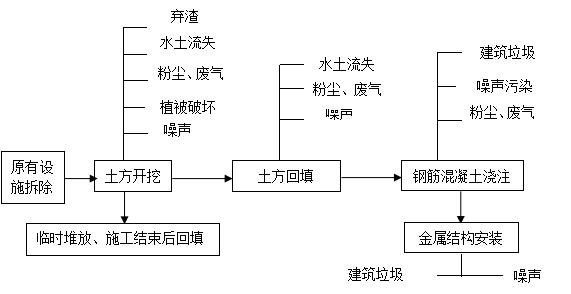 弃渣
水土流失
粉尘、废气
植被破坏
噪声
水土流失
粉尘、废气
噪声
建筑垃圾
噪声污染
粉尘、废气
原有设
施拆除
土方开挖
土方回填
钢筋混凝土浇注
临时堆放、施工结束后回填
金属结构安装
建筑垃圾
噪声